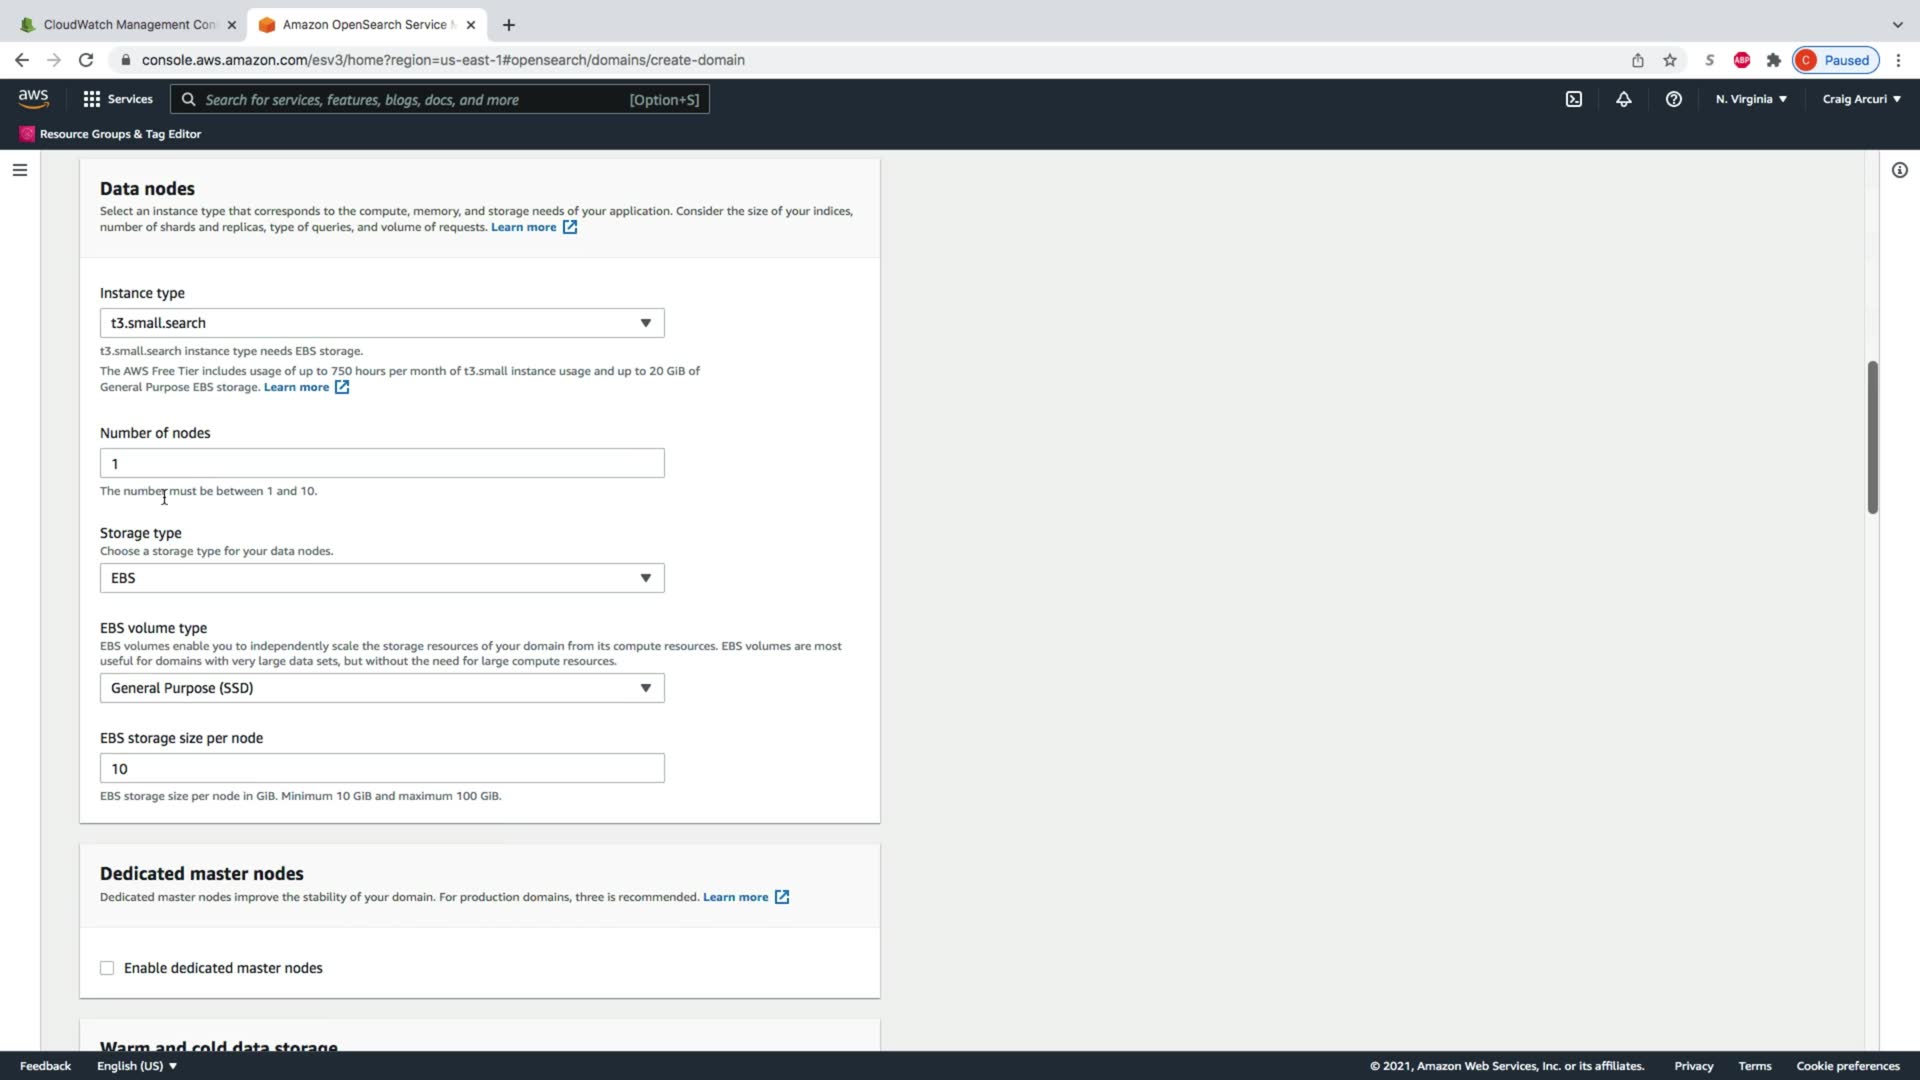 CloudWatch Management Con
Amazon OpenSearch Service M
console.aws.amazon.com/esv3/home?region=us-east-1#opensearch/domains/create-domain
S
ABP
C
Paused
aws
Services
Search for services, features, blogs, docs, and more
[Option+S]
N. Virginia
Craig Arcuri
Resource Groups & Tag Editor
Data nodes
Select an instance type that corresponds to the compute, memory, and storage needs of your application. Consider the size of your indices,
number of shards and replicas, type of queries, and volume of requests. Learn more
Instance type
t3.small.search
t3.small.search instance type needs EBS storage.
The AWS Free Tier includes usage of up to 750 hours per month of t3.small instance usage and up to 20 GiB of
General Purpose EBS storage. Learn more
Number of nodes
1
The number must be between 1 and 10.
Storage type
Choose a storage type for your data nodes.
EBS
EBS volume type
EBS volumes enable you to independently scale the storage resources of your domain from its compute resources. EBS volumes are most
useful for domains with very large data sets, but without the need for large compute resources.
General Purpose (SSD)
EBS storage size per node
10
EBS storage size per node in GiB. Minimum 10 GiB and maximum 100 GiB.
Dedicated master nodes
Dedicated master nodes improve the stability of your domain. For production domains, three is recommended. Learn more
Enable dedicated master nodes
Warm and cold data storage
Feedback
English (US)
© 2021, Amazon Web Services, Inc. or its affiliates.
Privacy
Terms
Cookie preferences